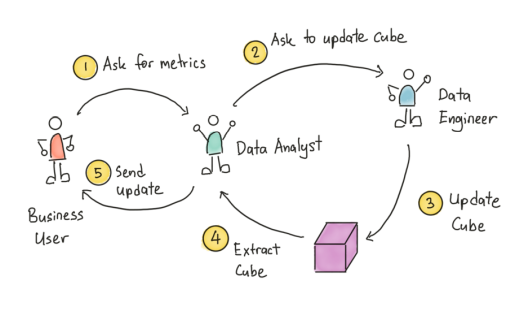 1 Ask for metrics
2 Ask to update cube
Data
Engineer
Data Analyst
5 Send
update
Business
User
3 Update
Cube
4 Extract
Cube